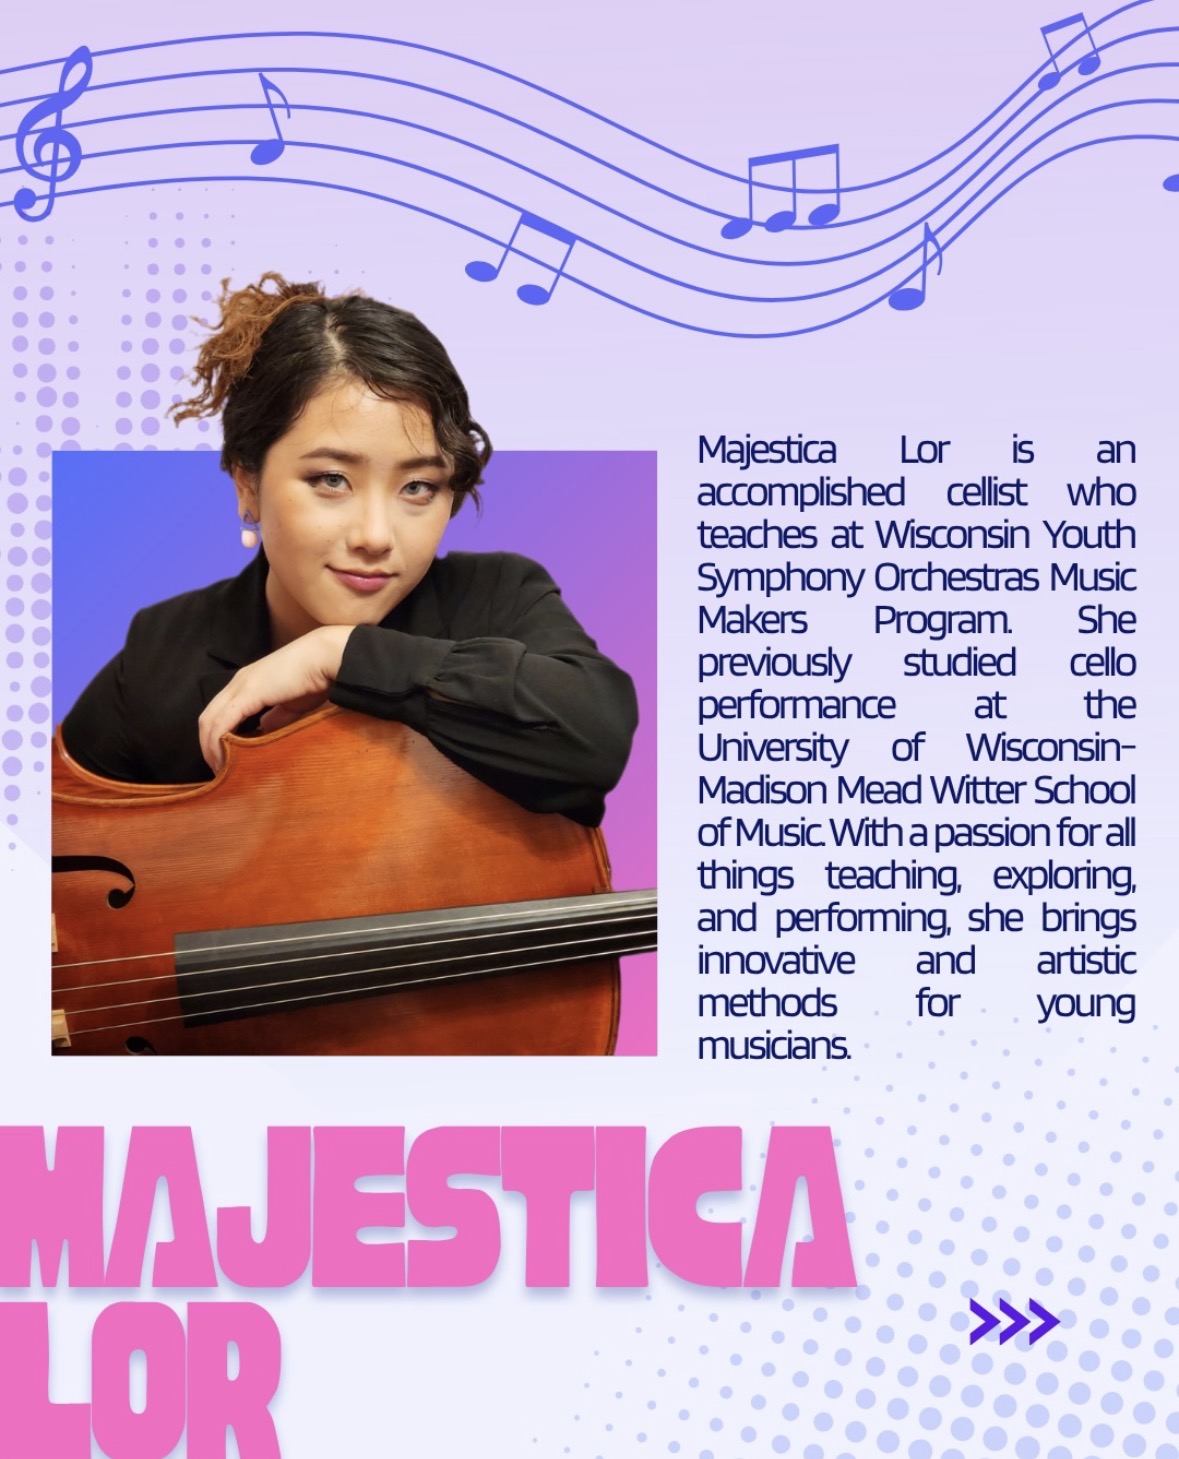 Majestica Lor is an
accomplished cellist who
teaches at Wisconsin Youth
Symphony Orchestras Music
Makers Program. She
previously studied cello
performance at the
University of Wisconsin-
Madison Mead Witter School
of Music. With a passion for all
things teaching, exploring,
and performing, she brings
innovative and artistic
methods for young
musicians.
MAJESTICA
LOR